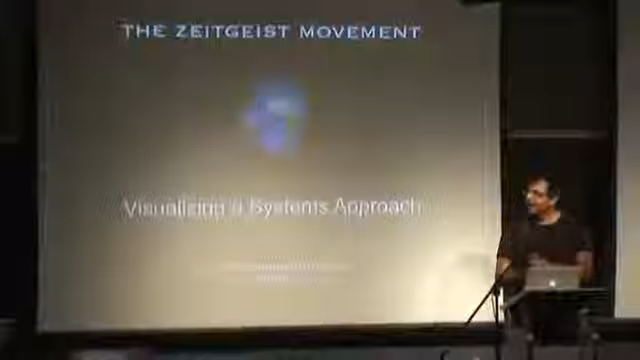 THE ZEITGEIST MOVEMENT
Visualizing a Systems Approach